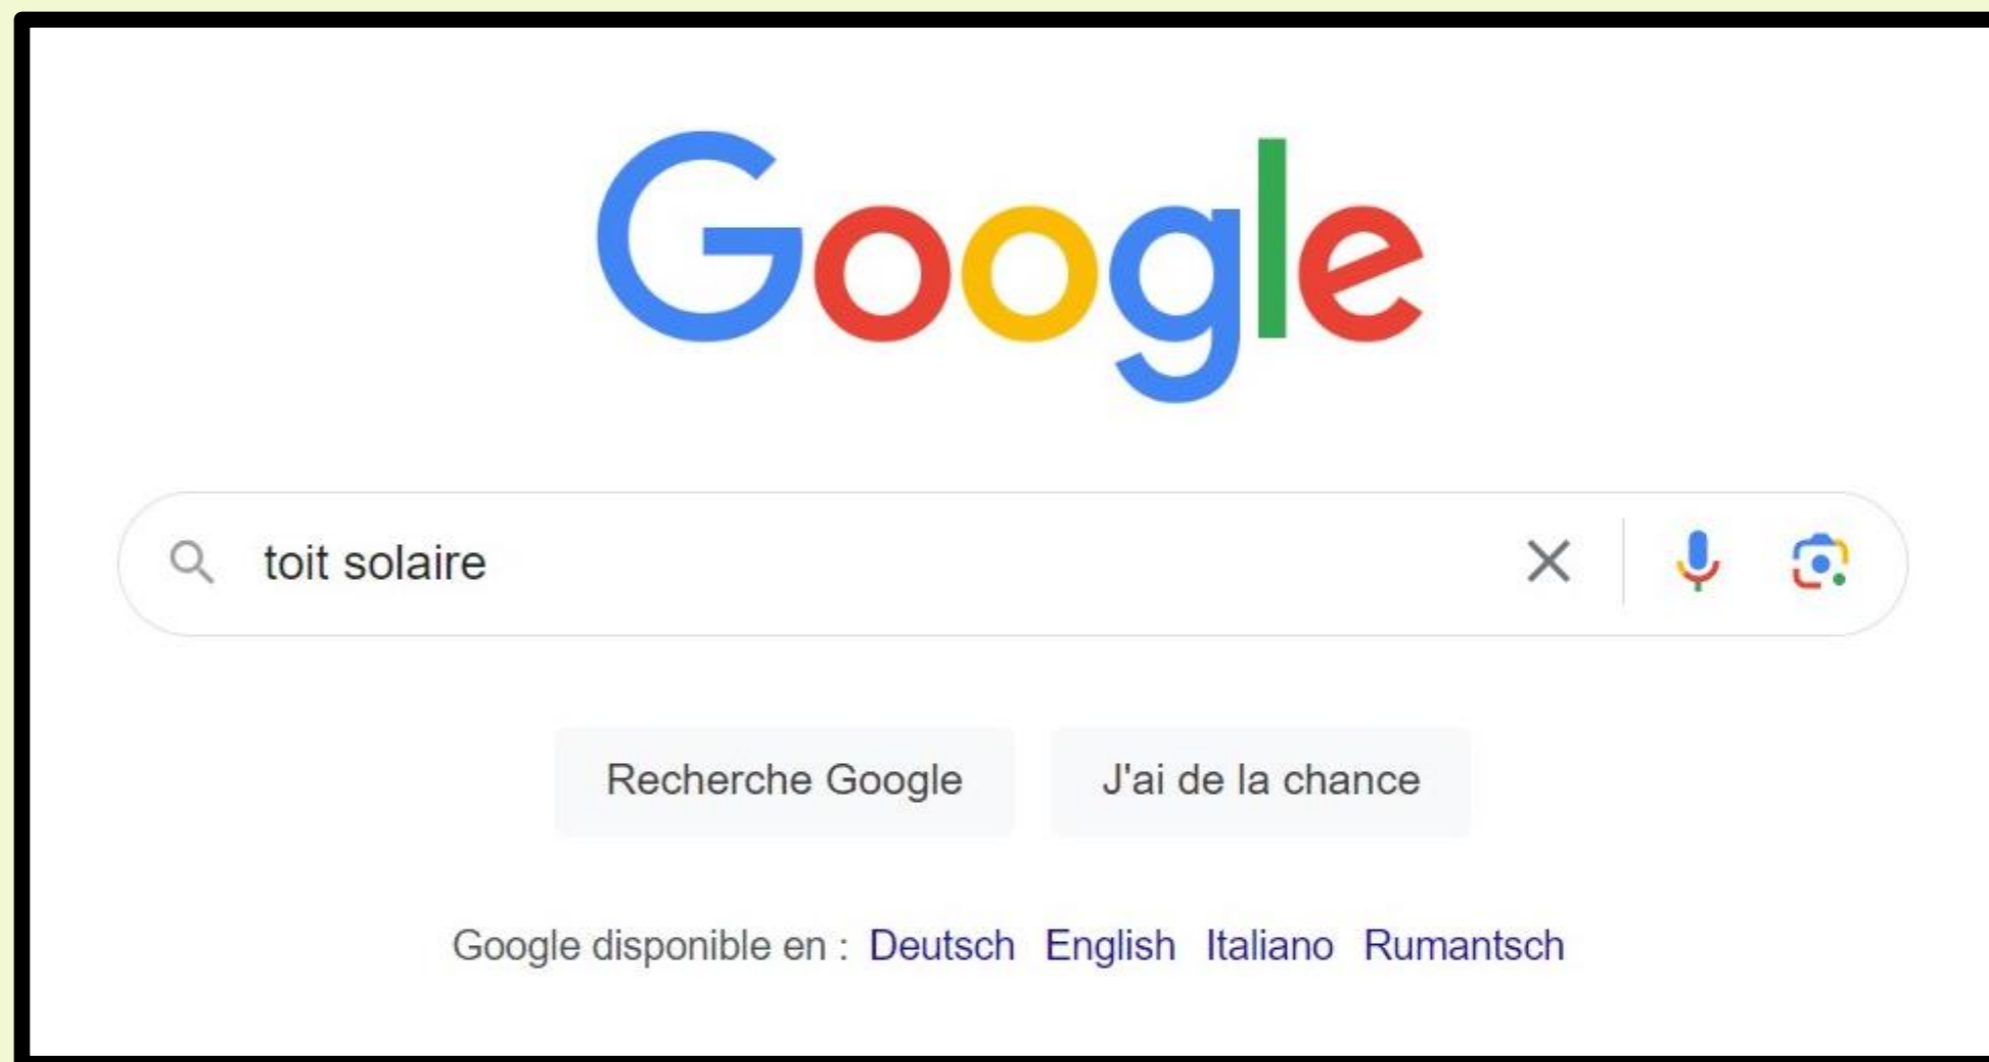 Google
toit solaire
Recherche Google J'ai de la chance
Google disponible en : Deutsch English Italiano Rumantsch